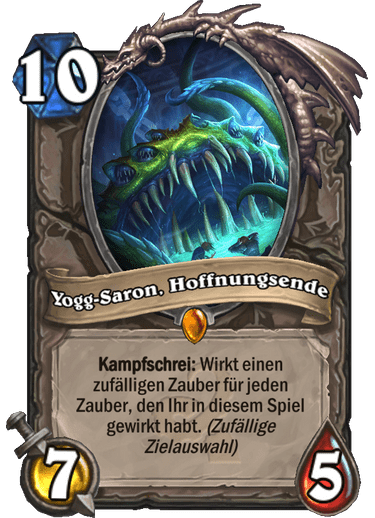 10
Yogg-Saron, Hoffnungsende
Kampfschrei: Wirkt einen
zufälligen Zauber für jeden
Zauber, den Ihr in diesem Spiel
gewirkt habt. (Zufällige
Zielauswahl)
7
5